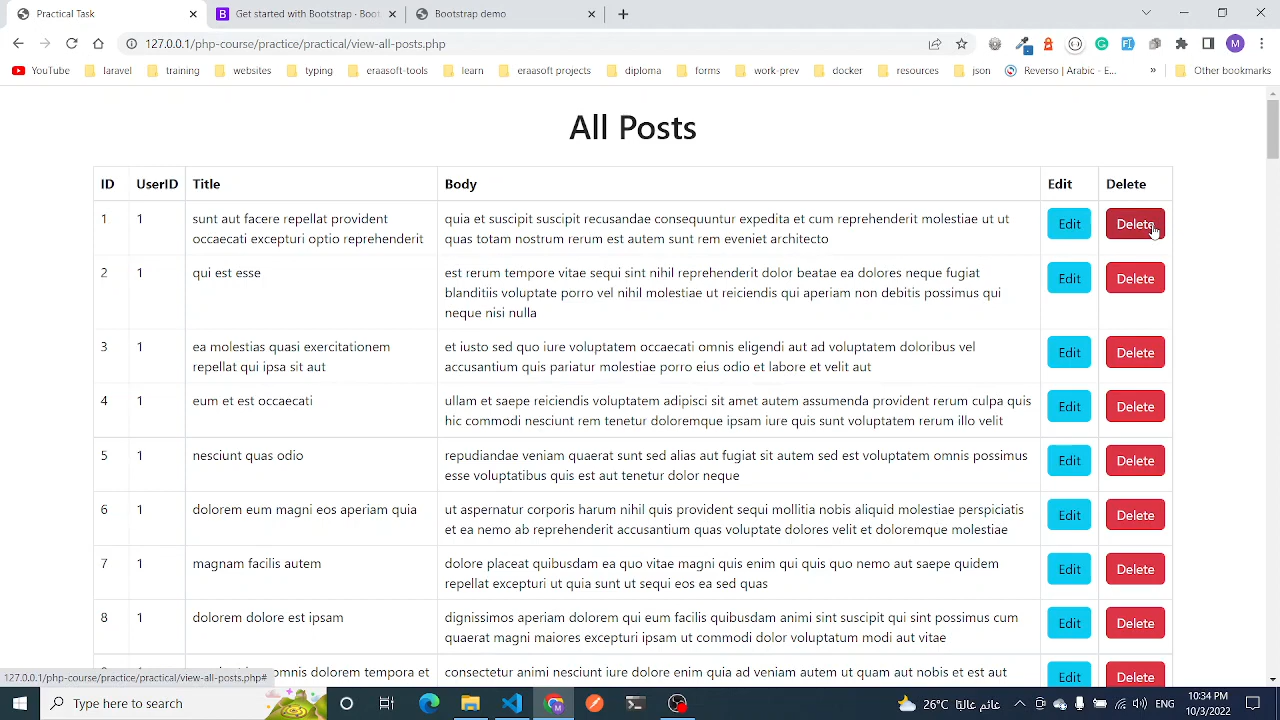 Practical Task
Get started with Bootstrap · Boot
Bootstrap demo
127.0.0.1/php-course/practice/practical/view-all-posts.php
YouTube
laravel
training
websites
typing
eraasoft-tools
learn
eraasoft projects
diploma
forms
work prev
docker
resources
json
Reverso | Arabic - E...
»
Other bookmarks
All Posts
ID UserID Title Body Edit Delete
1 1 sunt aut facere repellat provident quia et suscipit suscipit recusandae consequuntur expedita et cum reprehenderit molestiae ut ut Edit Delete
occaecati excepturi optio reprehenderit quas totam nostrum rerum est autem sunt rem eveniet architecto
2 1 qui est esse est rerum tempore vitae sequi sint nihil reprehenderit dolor beatae ea dolores neque fugiat Edit Delete
blanditiis voluptate porro vel nihil molestiae ut reiciendis qui aperiam non debitis possimus qui
neque nisi nulla
3 1 ea molestias quasi exercitationem et iusto sed quo iure voluptatem occaecati omnis eligendi aut ad voluptatem doloribus vel Edit Delete
repellat qui ipsa sit aut accusantium quis pariatur molestiae porro eius odio et labore et velit aut
4 1 eum et est occaecati ullam et saepe reiciendis voluptatem adipisci sit amet autem assumenda provident rerum culpa quis Edit Delete
hic commodi nesciunt rem tenetur doloremque ipsam iure quis sunt voluptatem rerum illo velit
5 1 nesciunt quas odio repudiandae veniam quaerat sunt sed alias aut fugiat sit autem sed est voluptatem omnis possimus Edit Delete
esse voluptatibus quis est aut tenetur dolor neque
6 1 dolorem eum magni eos aperiam quia ut aspernatur corporis harum nihil quis provident sequi mollitia nobis aliquid molestiae perspiciatis Edit Delete
et ea nemo ab reprehenderit accusantium quas voluptate dolores velit et doloremque molestiae
7 1 magnam facilis autem dolore placeat quibusdam ea quo vitae magni quis enim qui quis quo nemo aut saepe quidem Edit Delete
repellat excepturi ut quia sunt ut sequi eos ea sed quas
8 1 dolorem dolore est ipsam dignissimos aperiam dolorem qui eum facilis quibusdam animi sint suscipit qui sint possimus cum Edit Delete
quaerat magni maiores excepturi ipsam ut commodi dolor voluptatum modi aut vitae
omnis dolorem tempora et consectetur animi nesciunt iure dolore enim quia ad veniam autem ut quam aut nobis et est aut Edit Delete
127.0.0.1/php-course/practice/practical/view-all-posts.php#
Type here to search
26°C
ENG
10:34 PM
10/3/2022